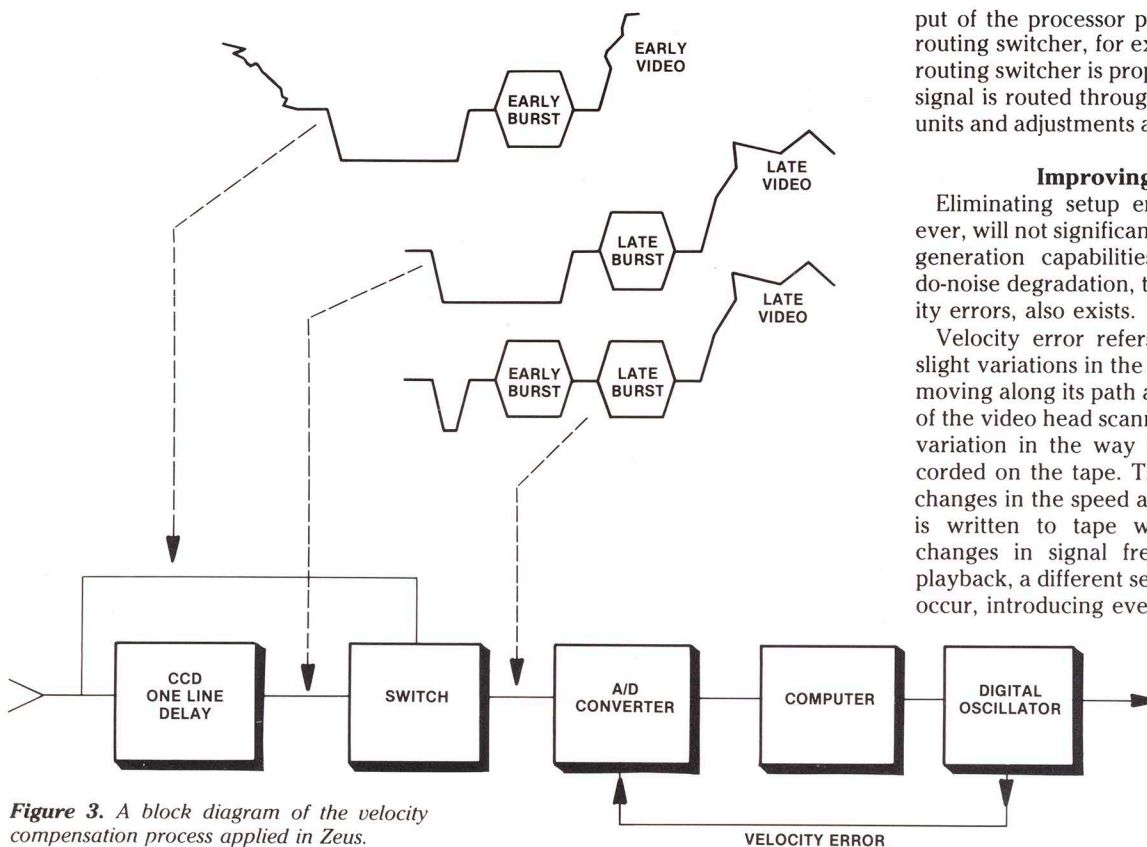 EARLY
VIDEO
EARLY
BURST
LATE
VIDEO
LATE
BURST
LATE
VIDEO
EARLY
BURST
LATE
BURST
CCD
ONE LINE
DELAY
SWITCH
A/D
CONVERTER
COMPUTER
DIGITAL
OSCILLATOR
VELOCITY ERROR
Figure 3. A block diagram of the velocity
compensation process applied in Zeus.
put of the processor p
routing switcher, for ex
routing switcher is prop
signal is routed through
units and adjustments a
Improving
Eliminating setup er
ever, will not significan
generation capabilities
do-noise degradation, t
ity errors, also exists.
Velocity error refers
slight variations in the
moving along its path a
of the video head scann
variation in the way
corded on the tape. T
changes in the speed a
is written to tape w
changes in signal fre
playback, a different se
occur, introducing eve